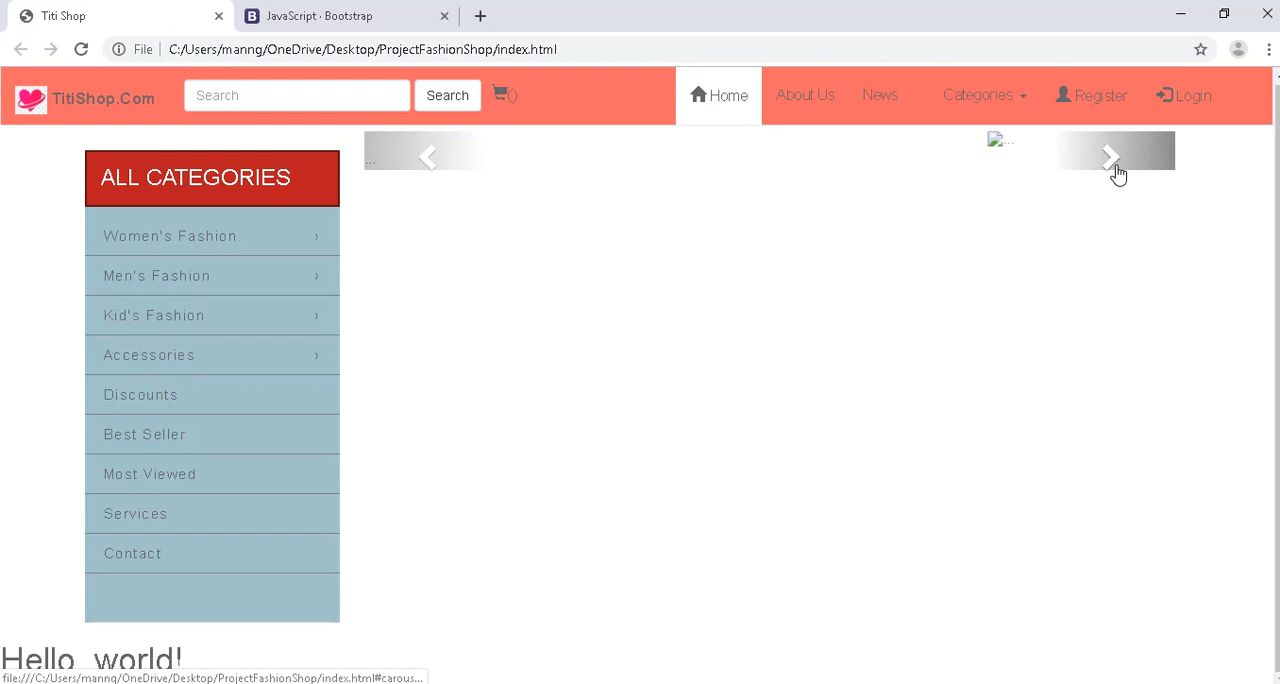 Titi Shop
JavaScript · Bootstrap
File
C:/Users/manng/OneDrive/Desktop/ProjectFashionShop/index.html
TitiShop.Com
Search
Search
0
Home
About Us
News
Categories
Register
Login
...
...
ALL CATEGORIES
Women's Fashion
Men's Fashion
Kid's Fashion
Accessories
Discounts
Best Seller
Most Viewed
Services
Contact
Hello, world!
file:///C:/Users/manng/OneDrive/Desktop/ProjectFashionShop/index.html#carous...